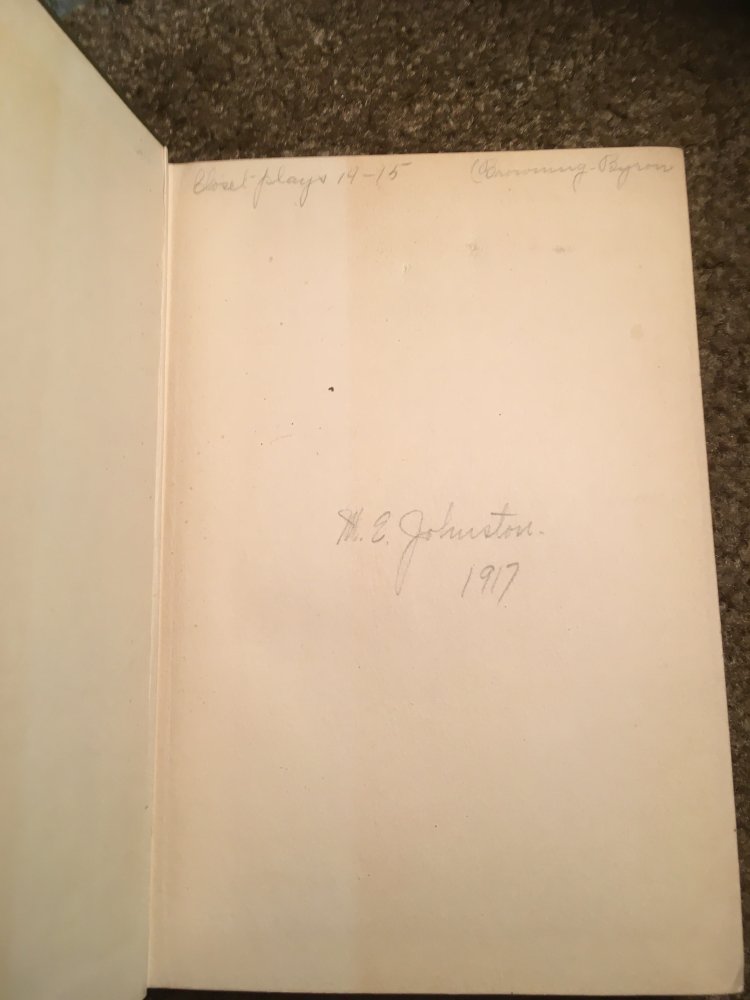 Closet plays 14-15 (Browning-Byron
M. E. Johnston.
1917